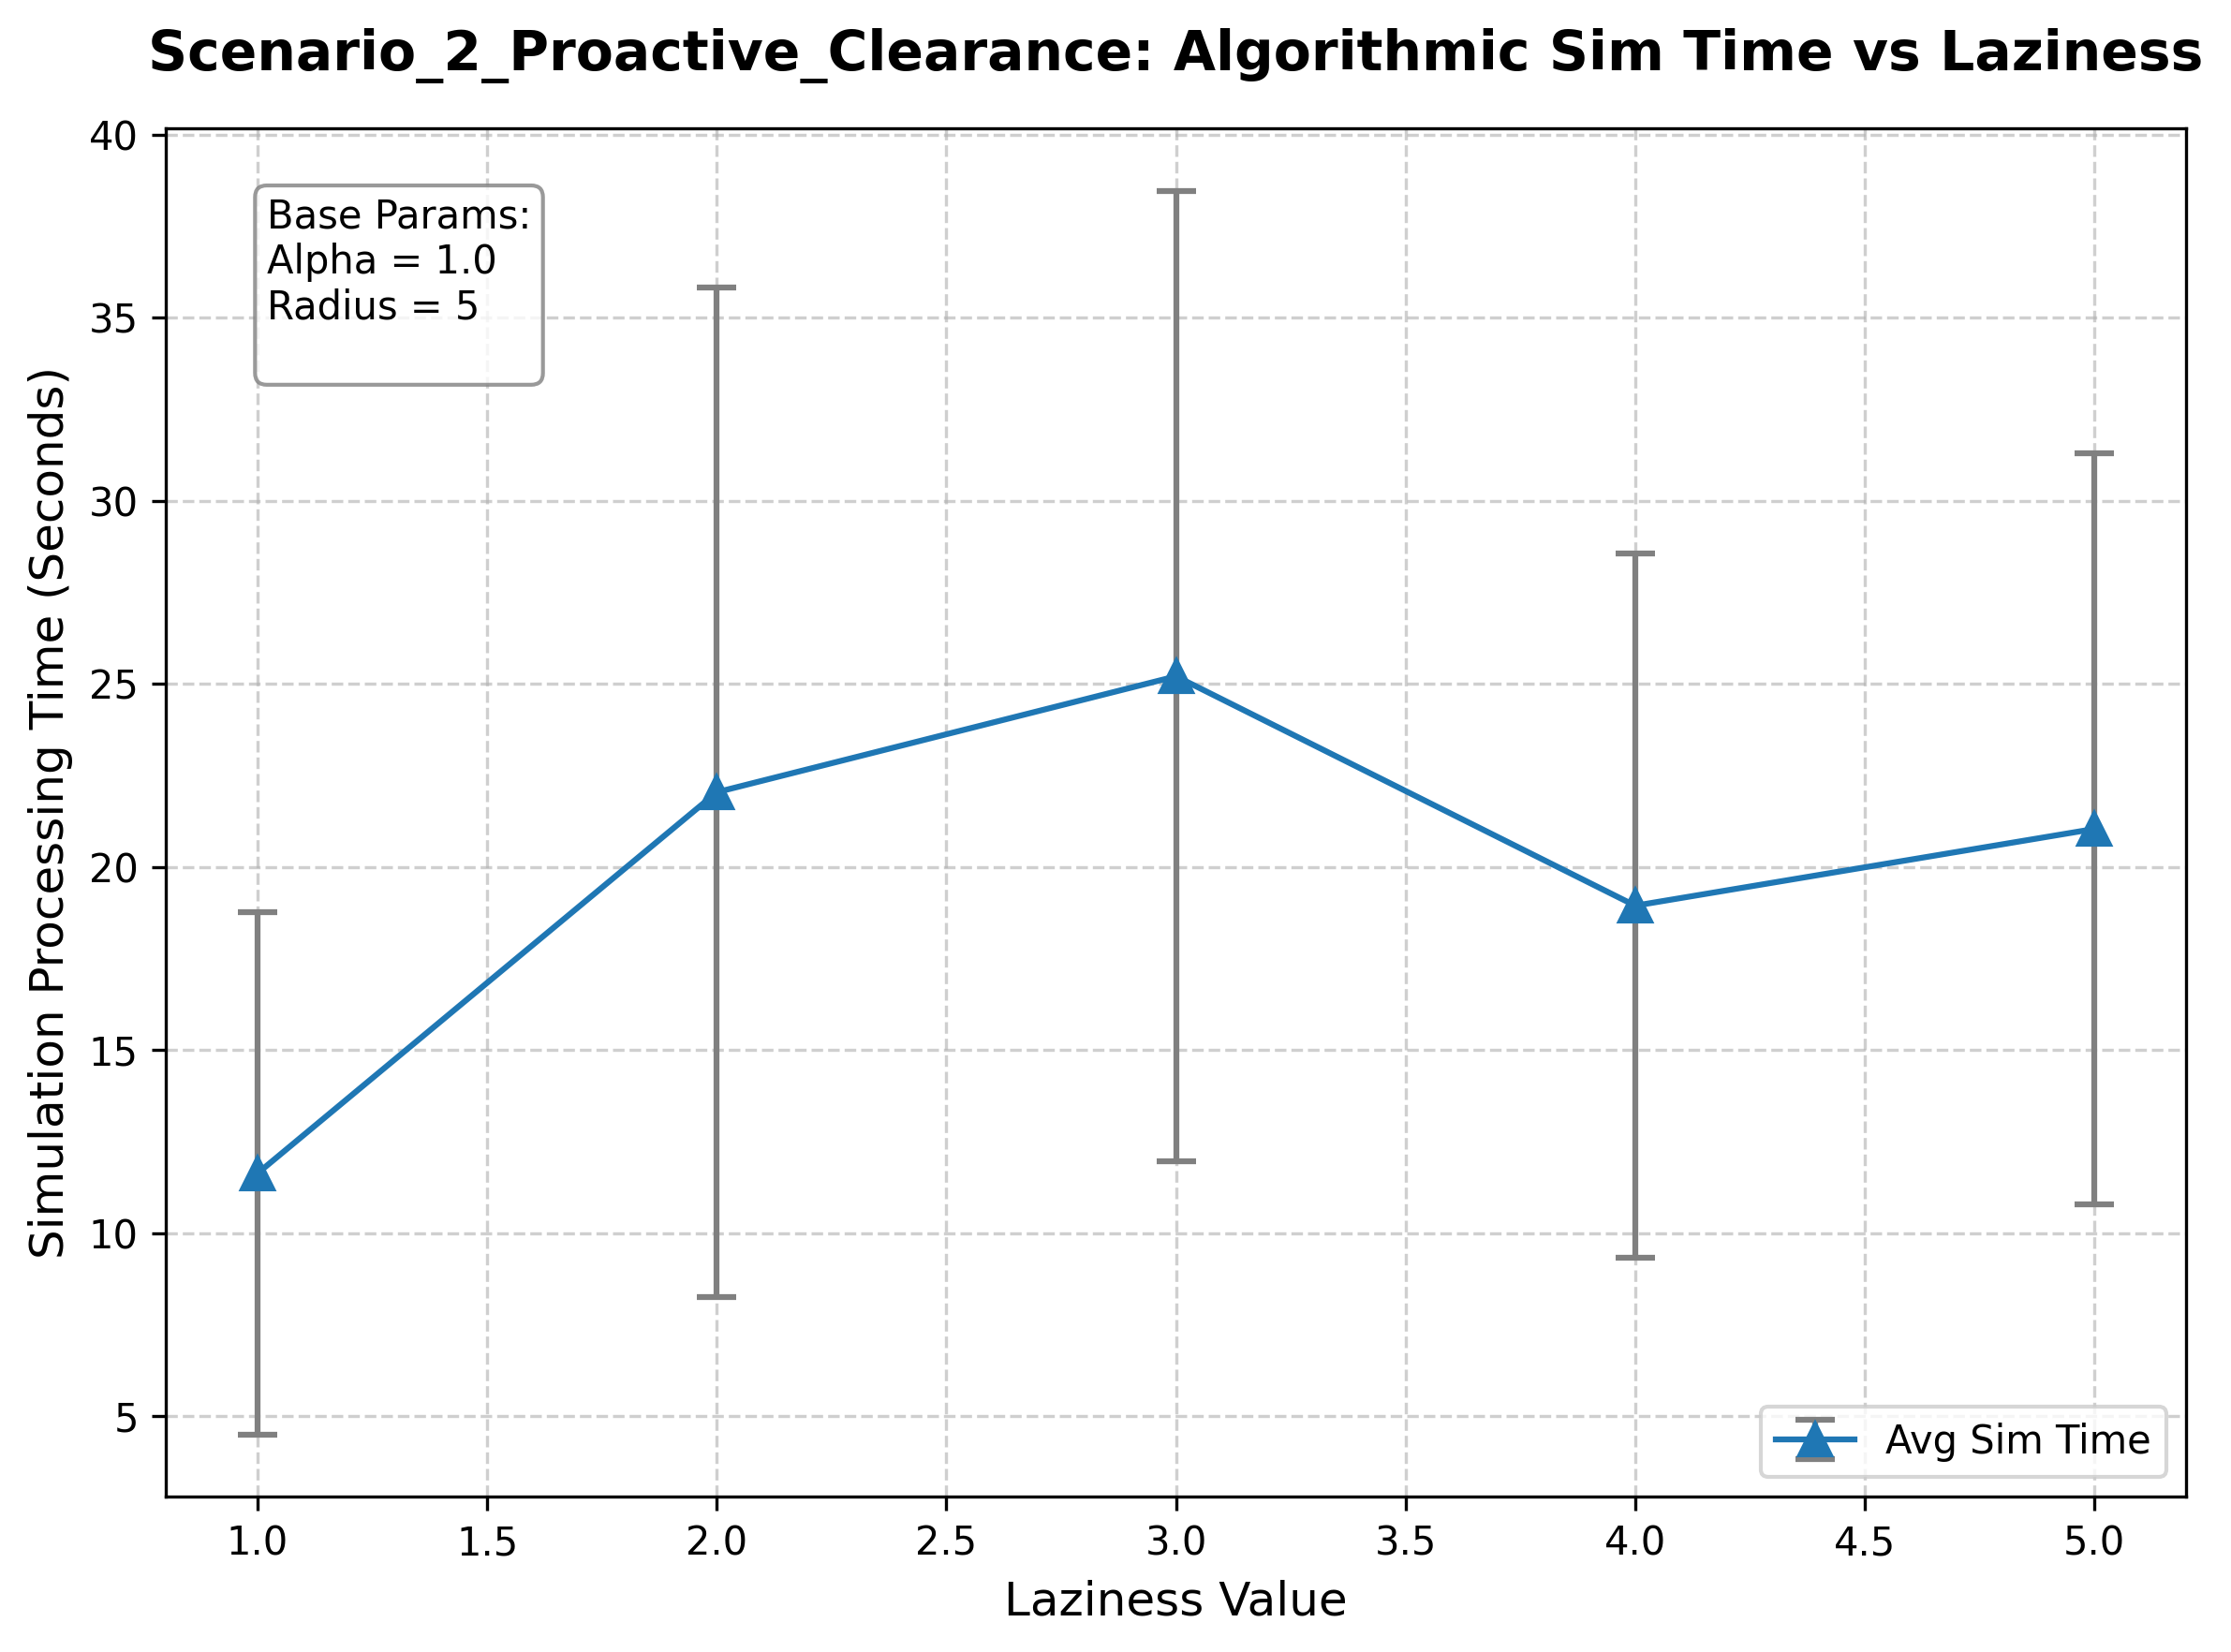 Scenario_2_Proactive_Clearance: Algorithmic Sim Time vs Laziness
Base Params:
Alpha = 1.0
Radius = 5
Simulation Processing Time (Seconds)
40
35
30
25
20
15
10
5
Avg Sim Time
1.0 1.5 2.0 2.5 3.0 3.5 4.0 4.5 5.0
Laziness Value